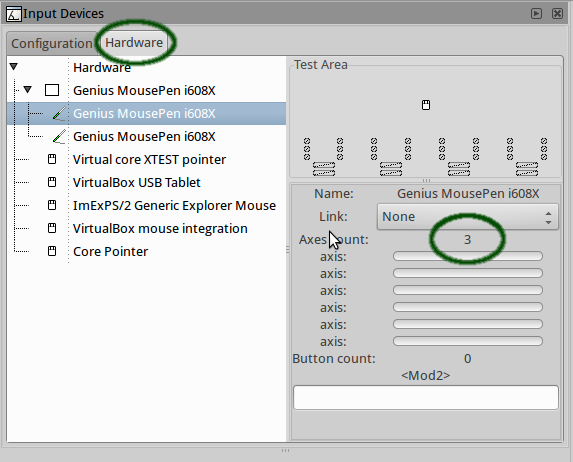 Input Devices
Configuration
Hardware
Hardware
Genius MousePen i608X
Genius MousePen i608X
Genius MousePen i608X
Virtual core XTEST pointer
VirtualBox USB Tablet
ImExPS/2 Generic Explorer Mouse
VirtualBox mouse integration
Core Pointer
Test Area
Name: Genius MousePen i608X
Link: None
Axes count: 3
axis:
axis:
axis:
axis:
axis:
axis:
Button count: 0
<Mod2>